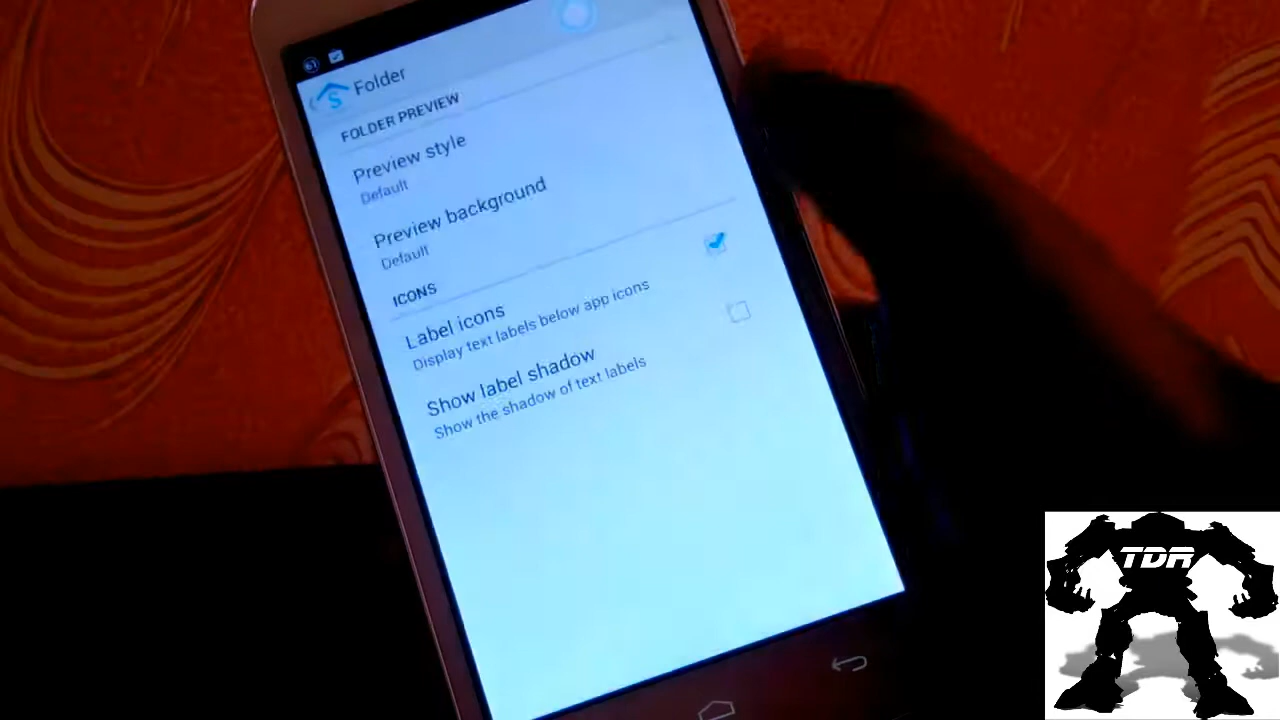 Folder
FOLDER PREVIEW
Preview style
Default
Preview background
Default
ICONS
Label icons
Display text labels below app icons
Show label shadow
Show the shadow of text labels
TDR